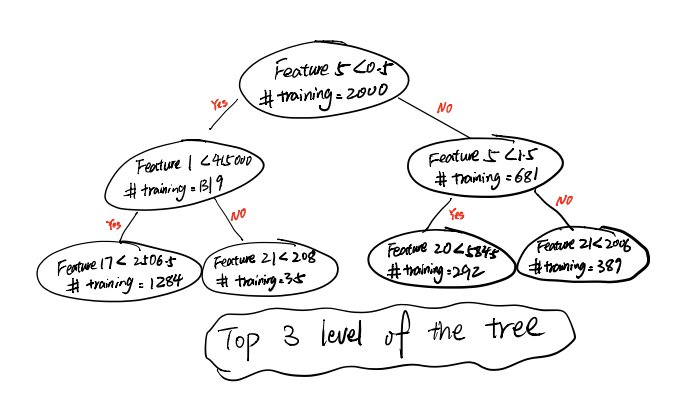 Feature 5 <0.5
# training = 2000
Yes
NO
Feature 1 < 415000
# training = 1319
Feature 5 <1.5
# training = 681
Yes
NO
Yes
NO
Feature 17 < 2506.5
# training = 1284
Feature 21 < 208
# training = 35
Feature 20 < 5845
# training = 292
Feature 21 < 2006
# training = 389
Top 3 level of the tree